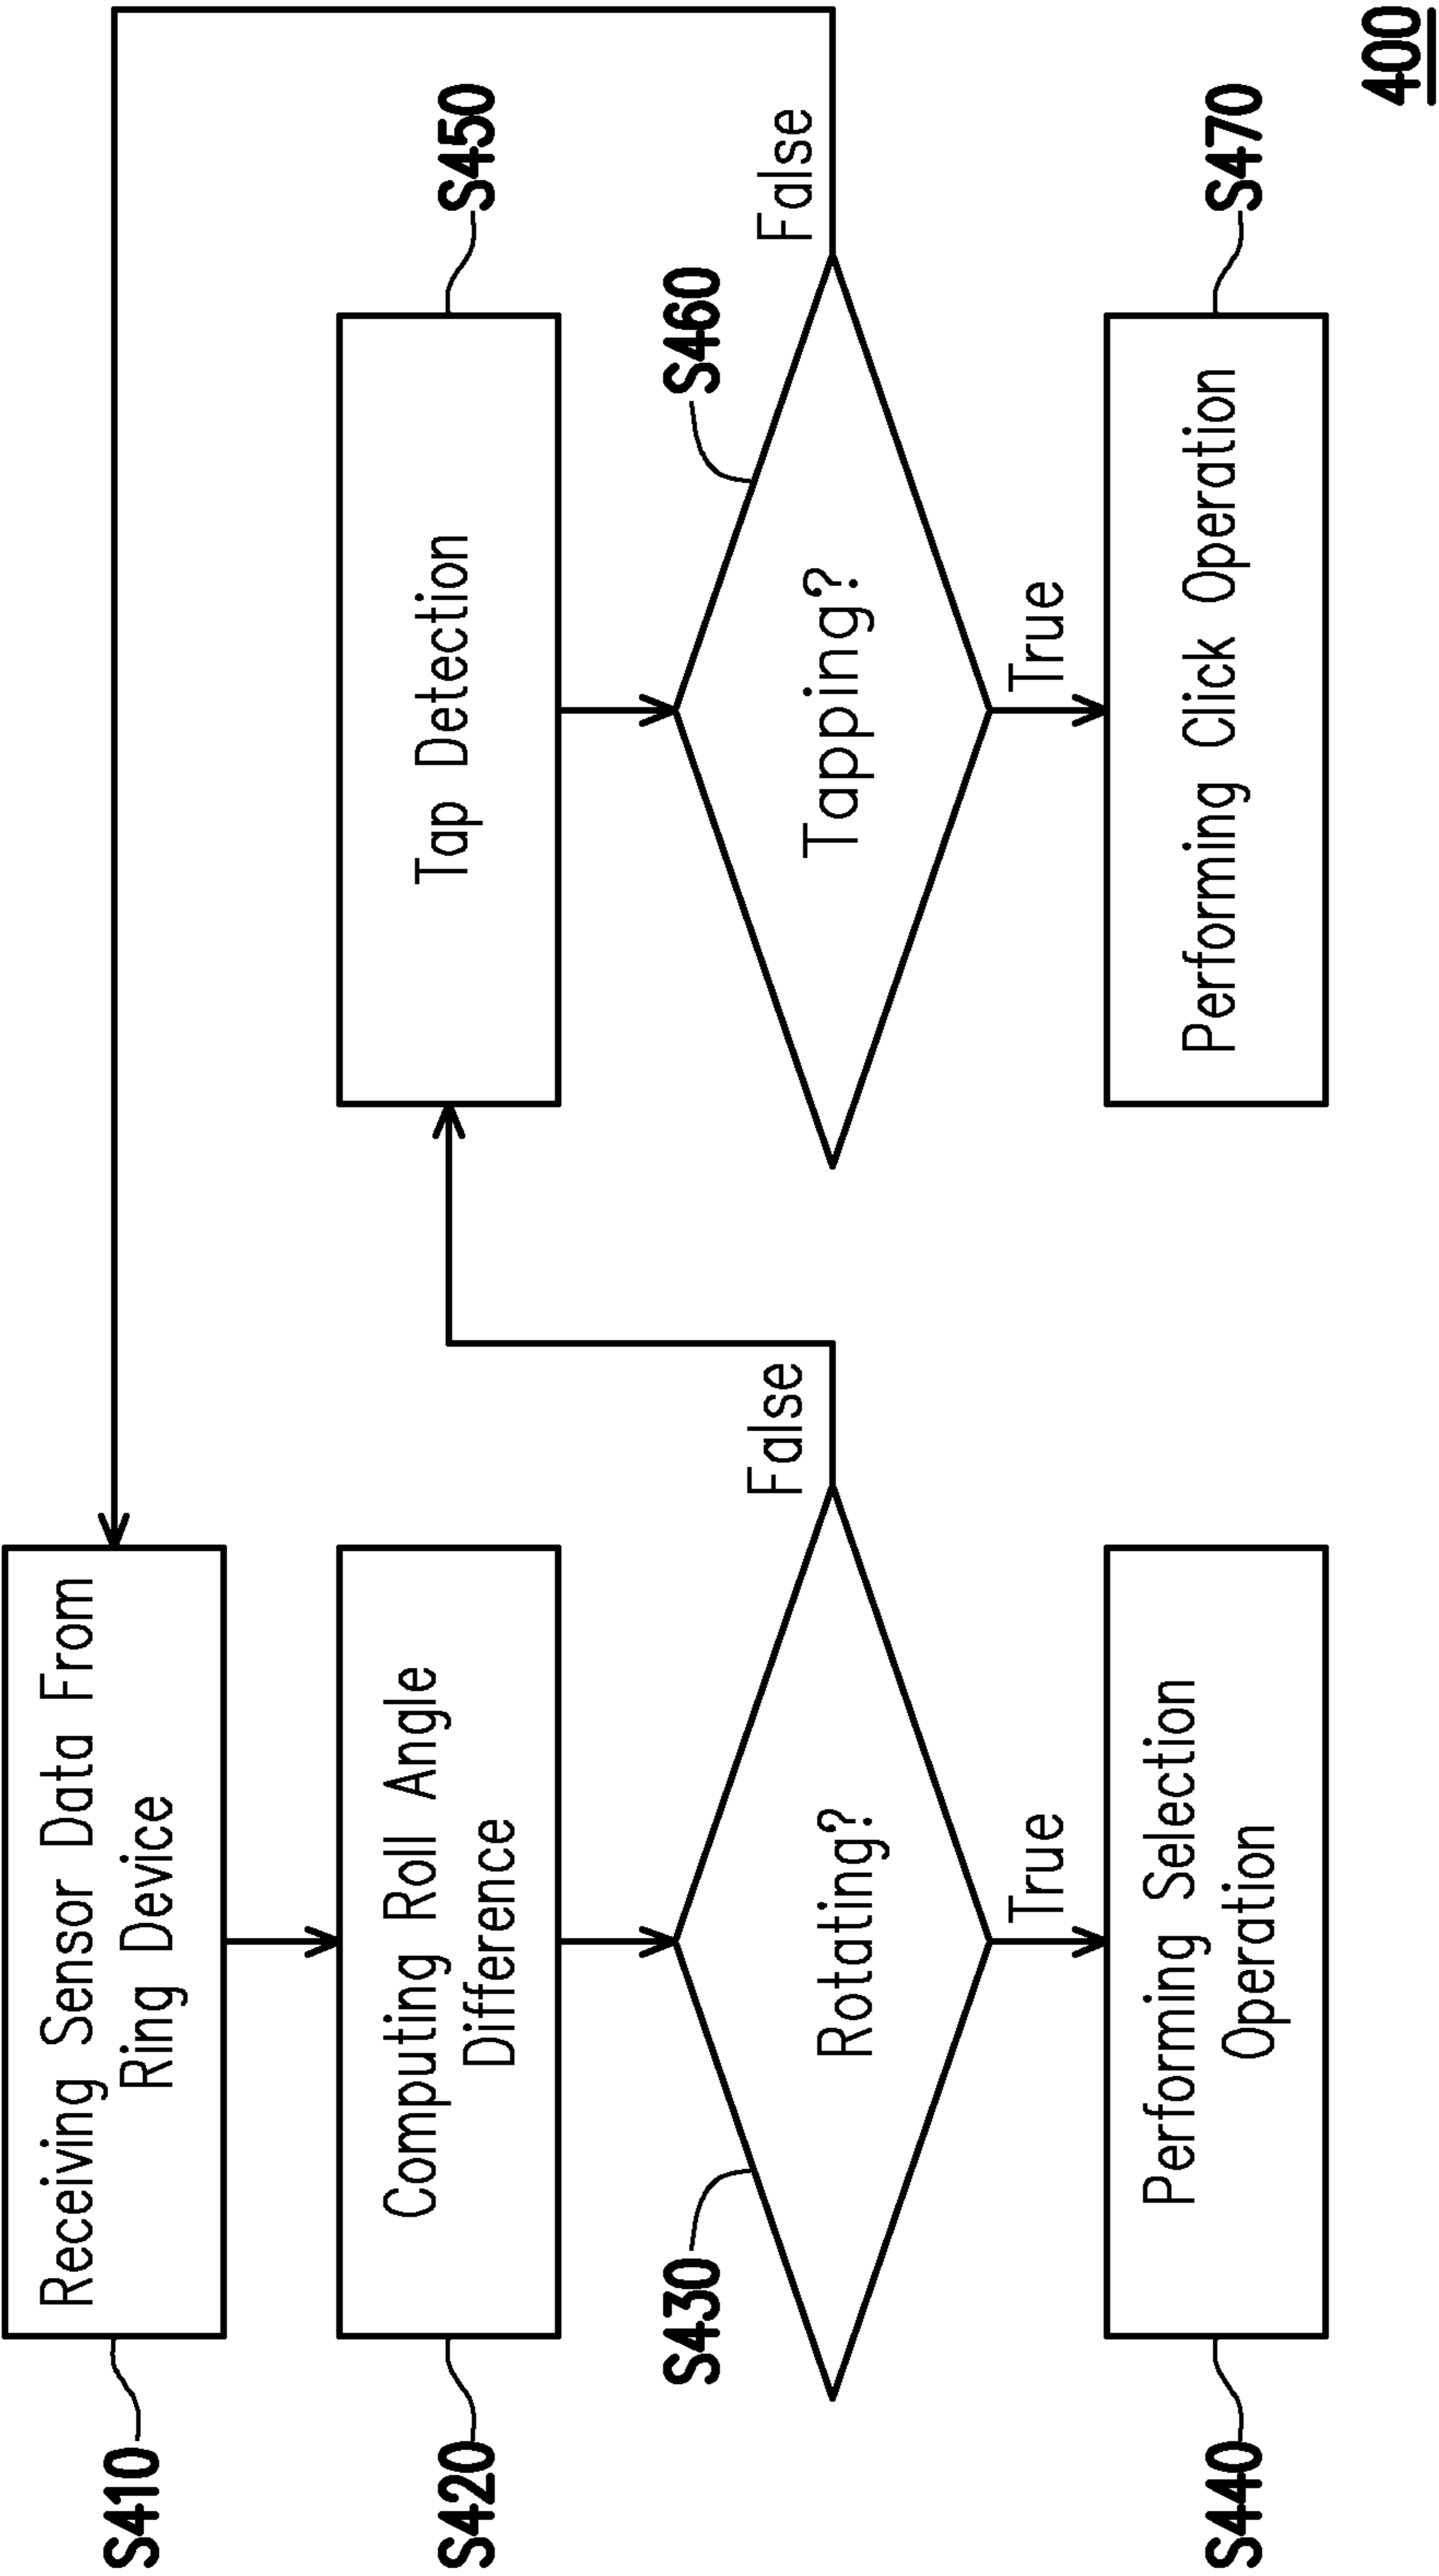 S410
Receiving Sensor Data From
Ring Device
S420
Computing Roll Angle
Difference
S430
Rotating?
False
True
S440
Performing Selection
Operation
S450
Tap Detection
S460
Tapping?
False
True
Performing Click Operation
S470
400